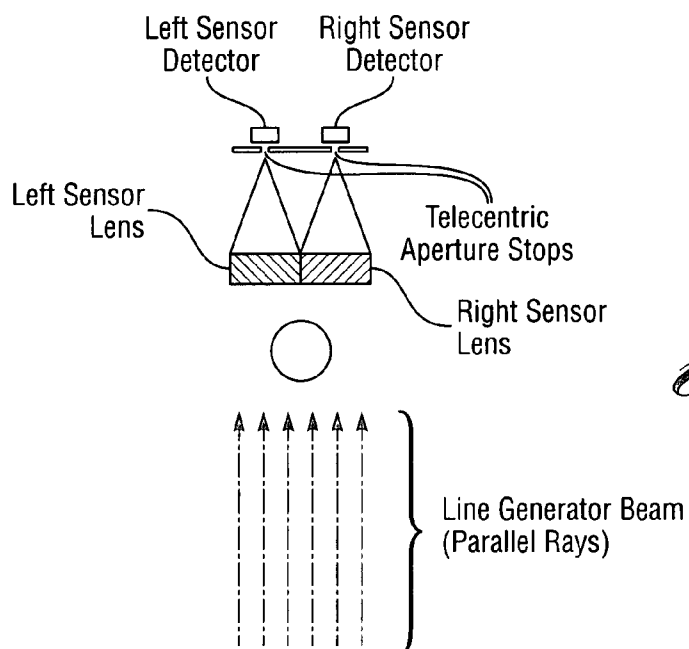 Left Sensor
Detector
Right Sensor
Detector
Left Sensor
Lens
Telecentric
Aperture Stops
Right Sensor
Lens
Line Generator Beam
(Parallel Rays)